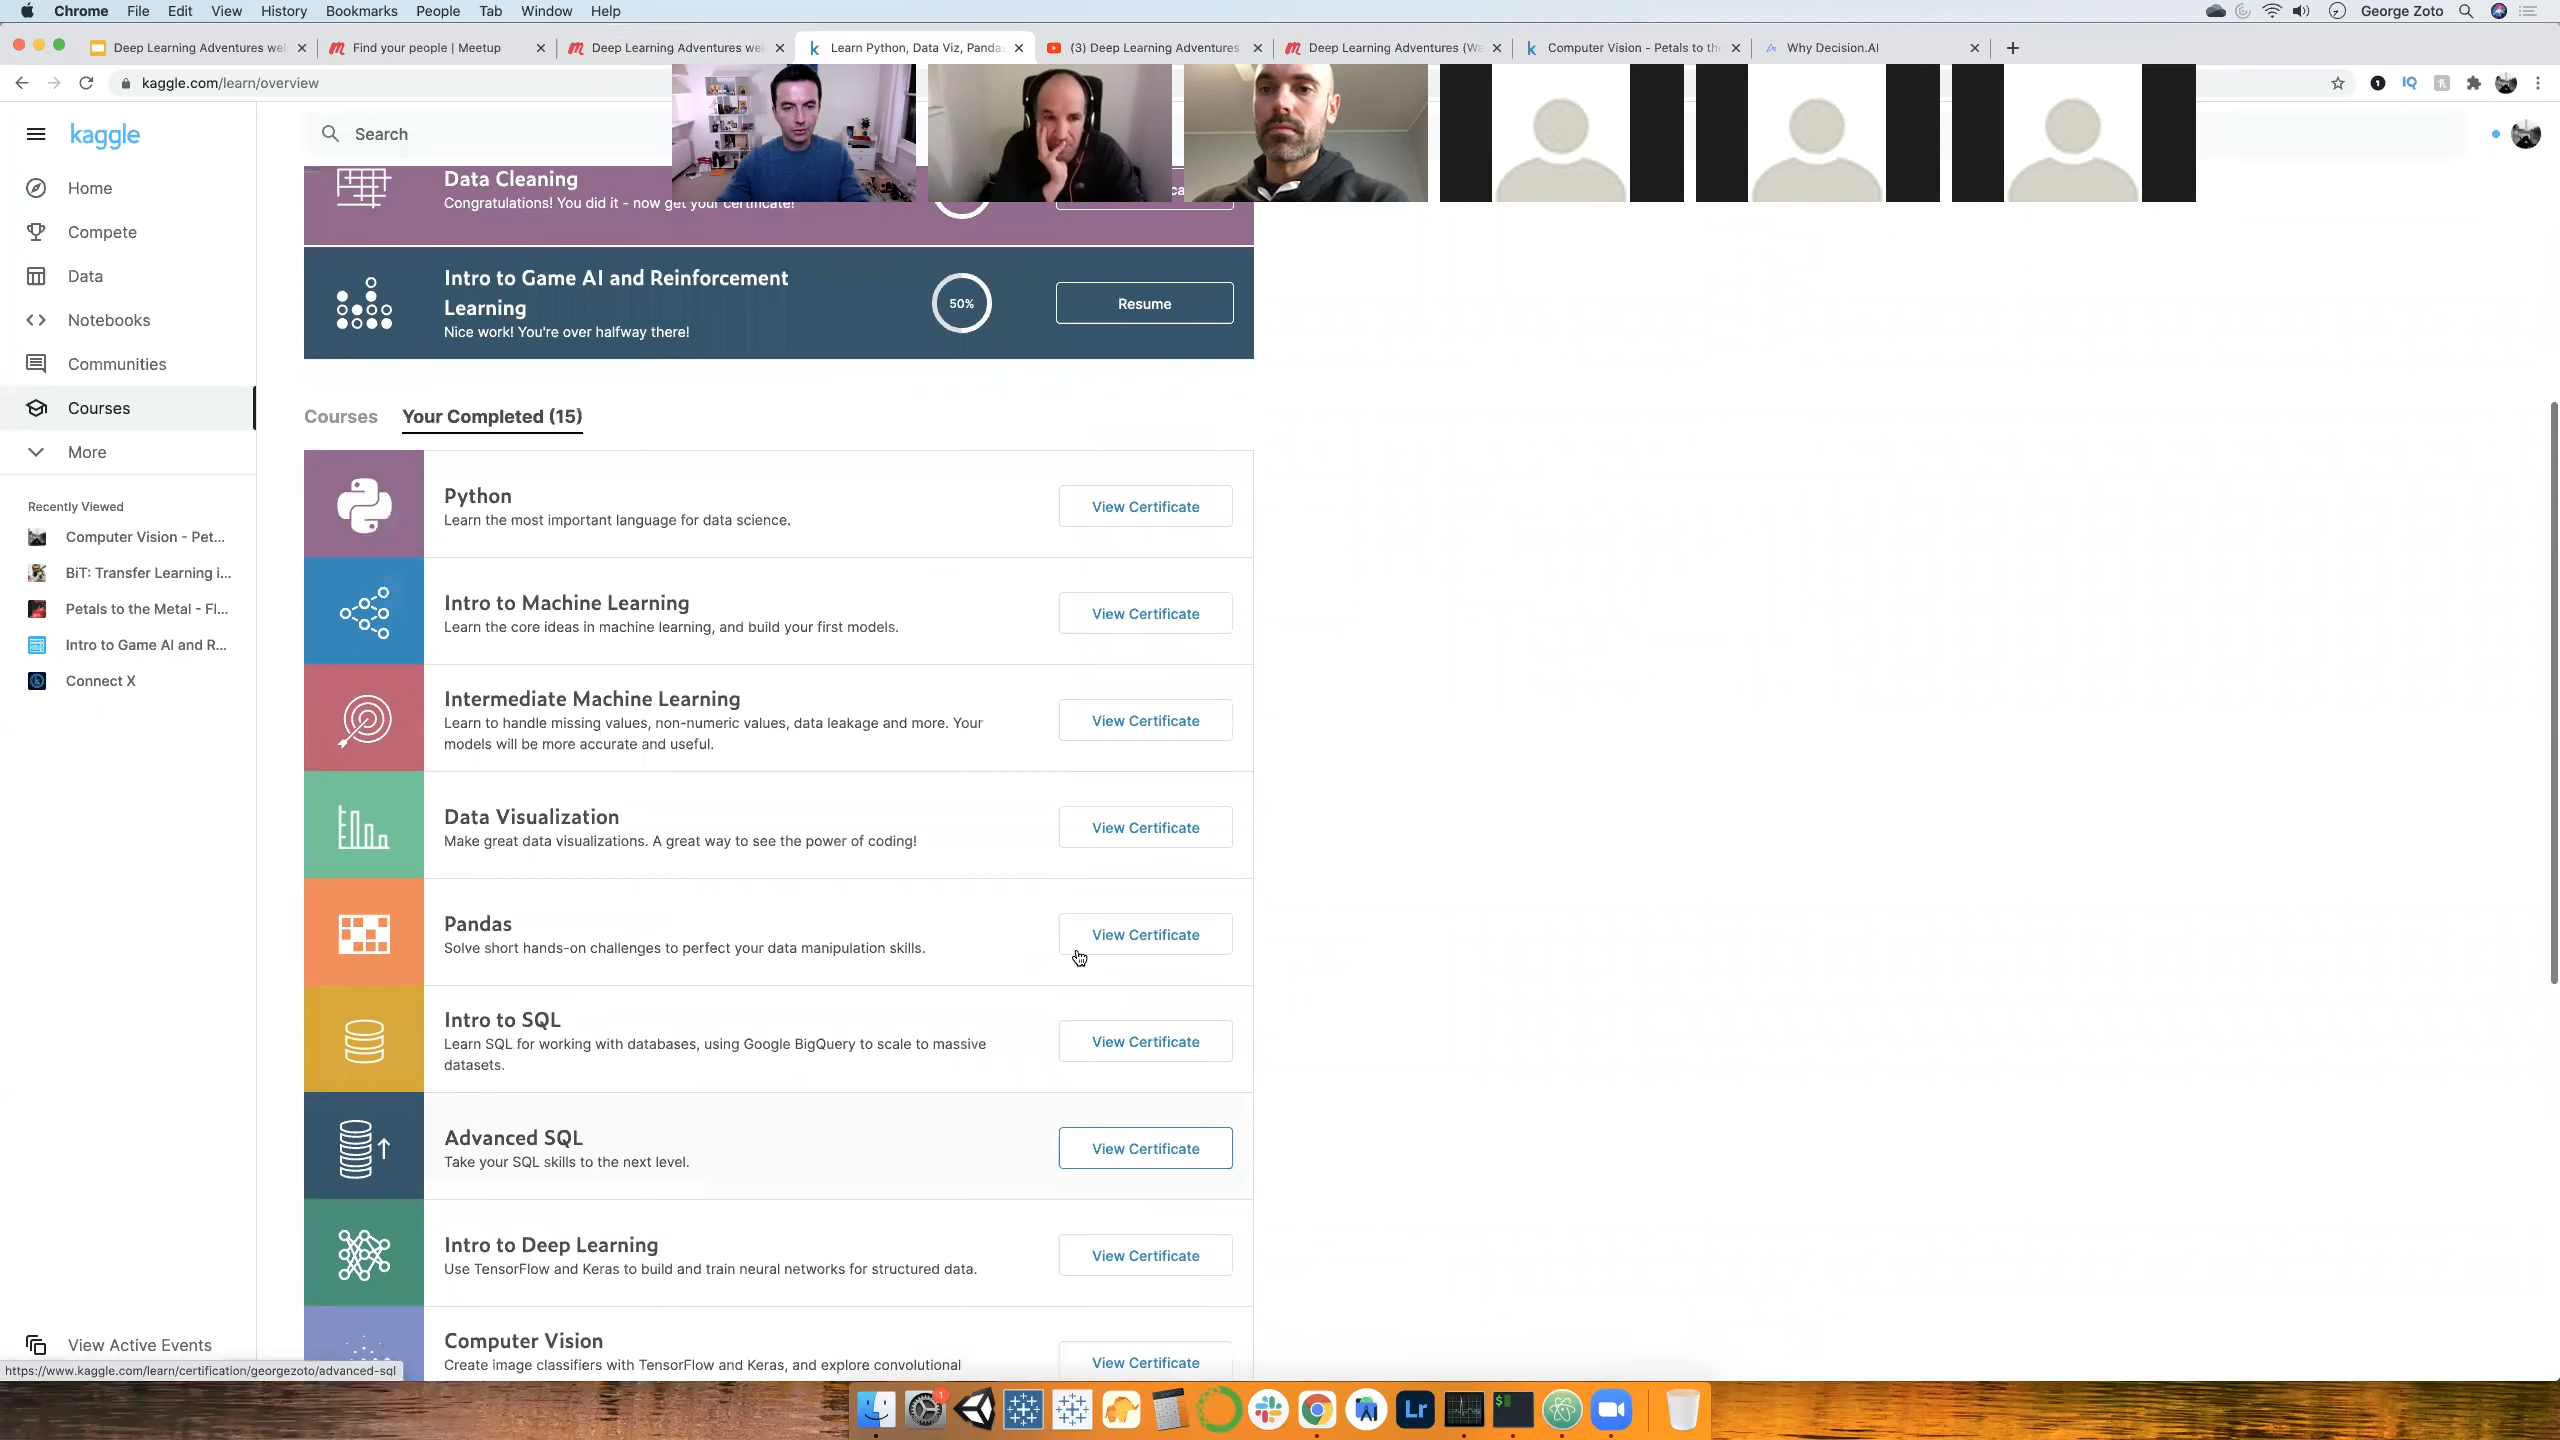 Chrome File Edit View History Bookmarks People Tab Window Help
George Zoto
Deep Learning Adventures wel
Find your people | Meetup
Deep Learning Adventures we
Learn Python, Data Viz, Panda
(3) Deep Learning Adventures
Deep Learning Adventures (Wa
Computer Vision - Petals to th
Why Decision.AI
kaggle.com/learn/overview
kaggle
Search
Home
Compete
Data
Notebooks
Communities
Courses
More
Recently Viewed
Computer Vision - Pet...
BiT: Transfer Learning i...
Petals to the Metal - Fl...
Intro to Game AI and R...
Connect X
View Active Events
Data Cleaning
Congratulations! You did it - now get your certificate!
Intro to Game AI and Reinforcement
Learning
Nice work! You're over halfway there!
50%
Resume
Courses Your Completed (15)
Python
Learn the most important language for data science.
View Certificate
Intro to Machine Learning
Learn the core ideas in machine learning, and build your first models.
View Certificate
Intermediate Machine Learning
Learn to handle missing values, non-numeric values, data leakage and more. Your
models will be more accurate and useful.
View Certificate
Data Visualization
Make great data visualizations. A great way to see the power of coding!
View Certificate
Pandas
Solve short hands-on challenges to perfect your data manipulation skills.
View Certificate
Intro to SQL
Learn SQL for working with databases, using Google BigQuery to scale to massive
datasets.
View Certificate
Advanced SQL
Take your SQL skills to the next level.
View Certificate
Intro to Deep Learning
Use TensorFlow and Keras to build and train neural networks for structured data.
View Certificate
Computer Vision
Create image classifiers with TensorFlow and Keras, and explore convolutional
View Certificate
https://www.kaggle.com/learn/certification/georgezoto/advanced-sql
1
Lr